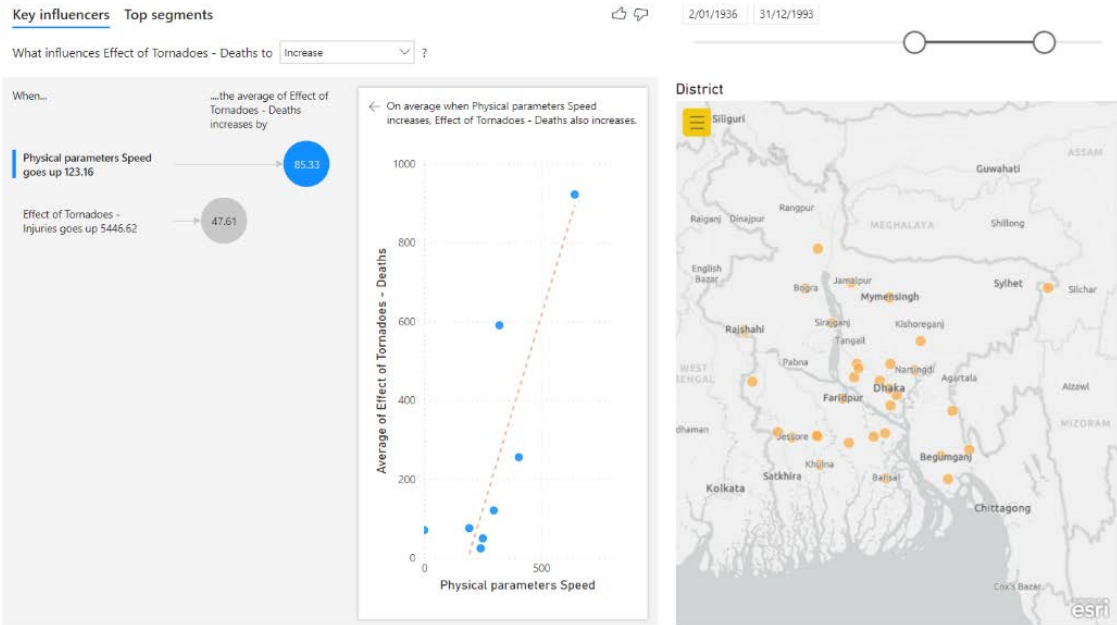 Key influencers Top segments
What influences Effect of Tornadoes - Deaths to Increase ?
When...
....the average of Effect of
Tornadoes - Deaths
increases by
Physical parameters Speed
goes up 123.16
85.33
Effect of Tornadoes -
Injuries goes up 5446.62
47.61
On average when Physical parameters Speed
increases, Effect of Tornadoes - Deaths also increases.
1000
800
600
400
200
0
Average of Effect of Tornadoes - Deaths
0
500
Physical parameters Speed
2/01/1936 31/12/1993
District
Siliguri
ASSAM
Guwahati
Rangpur
Raiganj Dinajpur
MEGHALAYA
Shillong
English
Bazar
Bogra
Jamalpur
Mymensingh
Sylhet
Silchar
Rajshahi
Sirajganj
Kishoreganj
Tangail
Pabna
WEST
BENGAL
Narsingdi
Agartala
Dhaka
Aizawl
Faridpur
MIZORAM
dhaman
Jessore
Khulna
Begumganj
Satkhira
Barisal
Kolkata
Chittagong
Cox's Bazar
esri